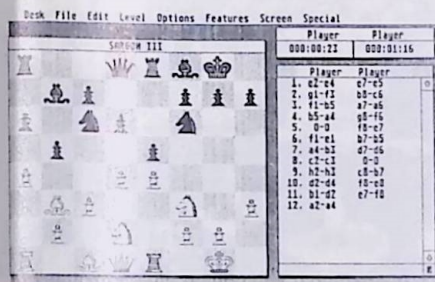 Desk File Edit Level Options Features Screen Special
SARGON III
Player Player
000:00:23 000:01:16
Player Player
1. e2-e4 e7-e5
2. g1-f3 b8-c6
3. f1-b5 a7-a6
4. b5-a4 g8-f6
5. 0-0 f8-e7
6. f1-e1 b7-b5
7. a4-b3 d7-d6
8. c2-c3 0-0
9. h2-h3 c8-b7
10. d2-d4 f8-e8
11. b1-d2 e7-f8
12. a2-a4